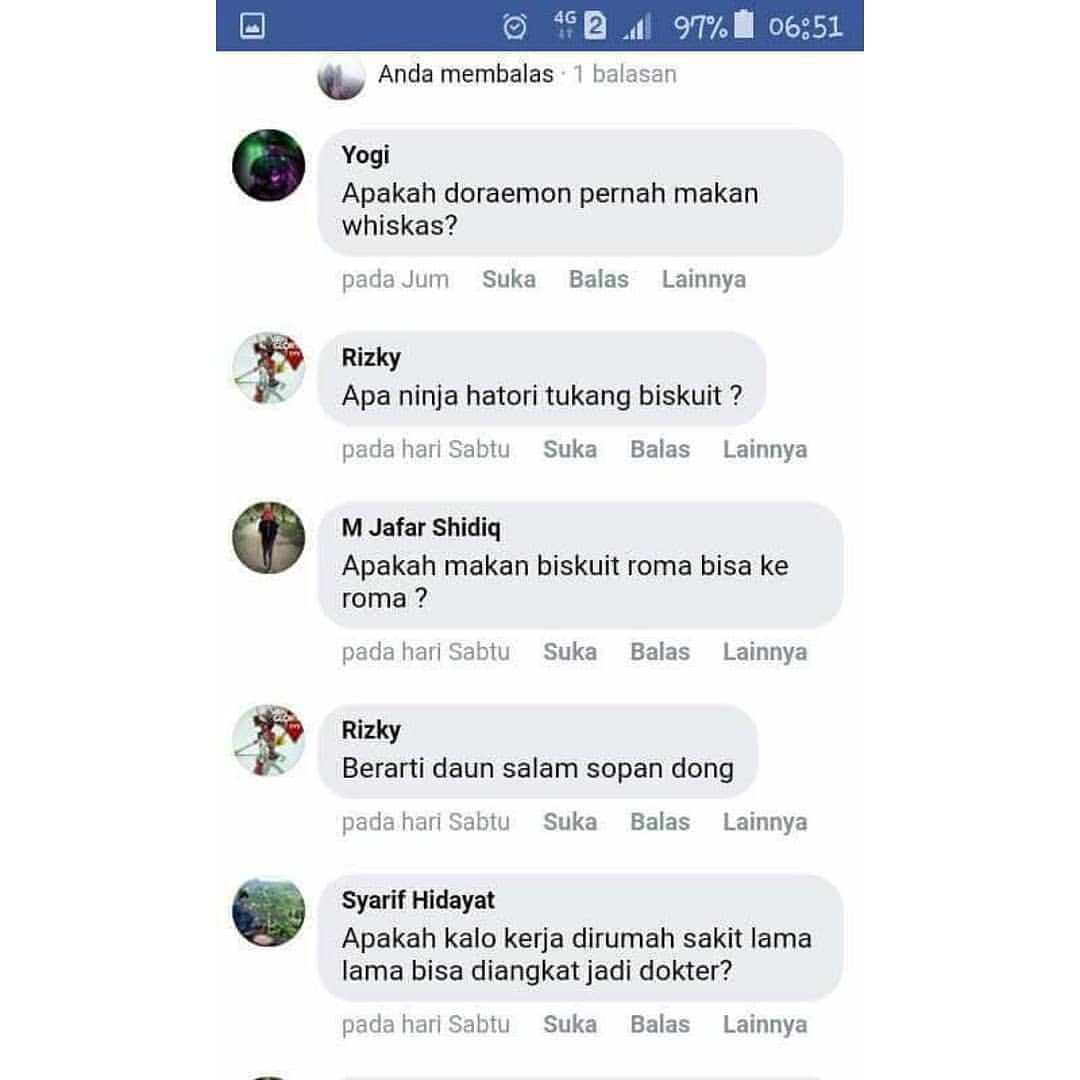 4G 2 97% 06:51
Anda membalas · 1 balasan
Yogi
Apakah doraemon pernah makan
whiskas?
pada Jum Suka Balas Lainnya
Rizky
Apa ninja hatori tukang biskuit ?
pada hari Sabtu Suka Balas Lainnya
M Jafar Shidiq
Apakah makan biskuit roma bisa ke
roma ?
pada hari Sabtu Suka Balas Lainnya
Rizky
Berarti daun salam sopan dong
pada hari Sabtu Suka Balas Lainnya
Syarif Hidayat
Apakah kalo kerja dirumah sakit lama
lama bisa diangkat jadi dokter?
pada hari Sabtu Suka Balas Lainnya